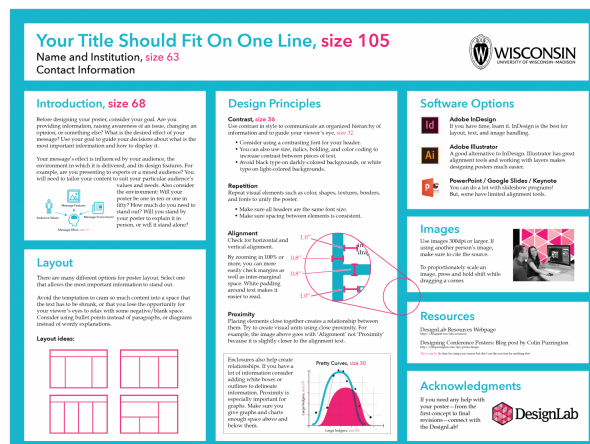 Your Title Should Fit On One Line, size 105
Name and Institution, size 63
Contact Information
WISCONSIN
UNIVERSITY OF WISCONSIN–MADISON
Introduction, size 68
Before designing your poster, consider your goal. Are you
providing information, raising awareness of an issue, changing an
opinion, or something else? What is the desired effect of your
message? Use your goal to guide your decisions about what is the
most important information and how to display it.
Your message's effect is influenced by your audience, the
environment in which it is delivered, and its design features. For
example, are you presenting to experts or a mixed audience? You
will need to tailor your content to suit your particular audience's
values and needs. Also consider
the environment: Will your
poster be one in ten or one in
fifty? How much do you need to
stand out? Will you stand by
your poster to explain it in
person, or will it stand alone?
Message Features
Audience Values
Message Environment
Message Effect
Layout
There are many different options for poster layout. Select one
that allows the most important information to stand out.
Avoid the temptation to cram so much content into a space that
the text has to be shrunk, or that you lose the opportunity for
your viewer's eyes to relax with some negative/blank space.
Consider using bullet points instead of paragraphs, or diagrams
instead of wordy explanations.
Layout ideas:
Design Principles
Contrast, size 36
Use contrast in style to communicate an organized hierarchy of
information and to guide your viewer's eye, size 32
• Consider using a contrasting font for your header.
• You can also use size, italics, bolding, and color coding to
increase contrast between pieces of text.
• Avoid black type on darkly-colored backgrounds, or white
type on light-colored backgrounds.
Repetition
Repeat visual elements such as color, shapes, textures, borders,
and fonts to unify the poster.
• Make sure all headers are the same font size.
• Make sure spacing between elements is consistent.
Alignment
Check for horizontal and
vertical alignment.
By zooming in 100% or
more, you can more
easily check margins as
well as inter-marginal
space. White padding
around text makes it
easier to read.
1.0"
0.8"
0.8"
1.0"
Proximity
Placing elements close together creates a relationship between
them. Try to create visual units using close proximity. For
example, the image above goes with 'Alignment' not 'Proximity'
because it is slightly closer to the alignment text.
Enclosures also help create
relationships. If you have a
lot of information consider
adding white boxes or
outlines to delineate
information. Proximity is
especially important for
graphs. Make sure you
give graphs and charts
enough space above and
below them.
Pretty Curves, size 30
Software Options
Id
Adobe InDesign
If you have time, learn it. InDesign is the best for
layout, text, and image handling.
Ai
Adobe Illustrator
A good alternative to InDesign. Illustrator has great
alignment tools and working with layers makes
designing posters much easier.
P
PowerPoint / Google Slides / Keynote
You can do a lot with slideshow programs!
But, some have limited alignment tools.
Images
Use images 300dpi or larger. If
using another person's image,
make sure to cite the source.
To proportionately scale an
image, press and hold shift while
dragging a corner.
Resources
DesignLab Resources Webpage
Designing Conference Posters: Blog post by Colin Purrington
Acknowledgments
If you need any help with
your poster—from the
first concept to final
revisions—connect with
the DesignLab!
DesignLab